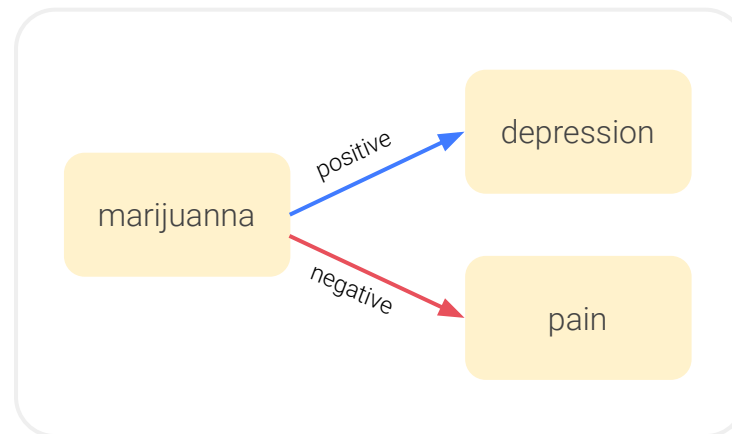 positive
depression
marijuanna
negative
pain